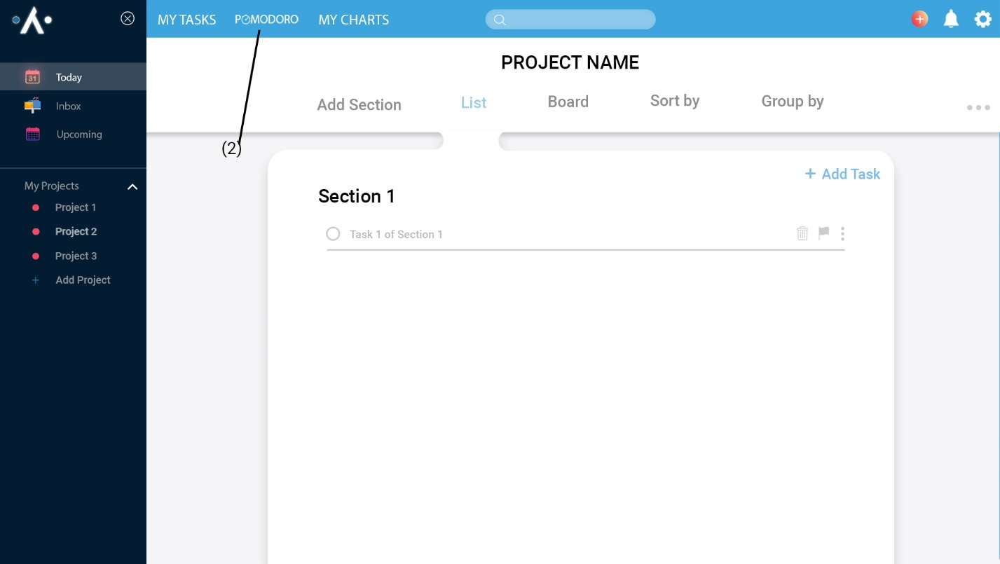 MY TASKS POMODORO MY CHARTS
PROJECT NAME
Add Section List Board Sort by Group by
31 Today
Inbox
Upcoming
(2)
My Projects
Project 1
Project 2
Project 3
+ Add Project
+ Add Task
Section 1
Task 1 of Section 1